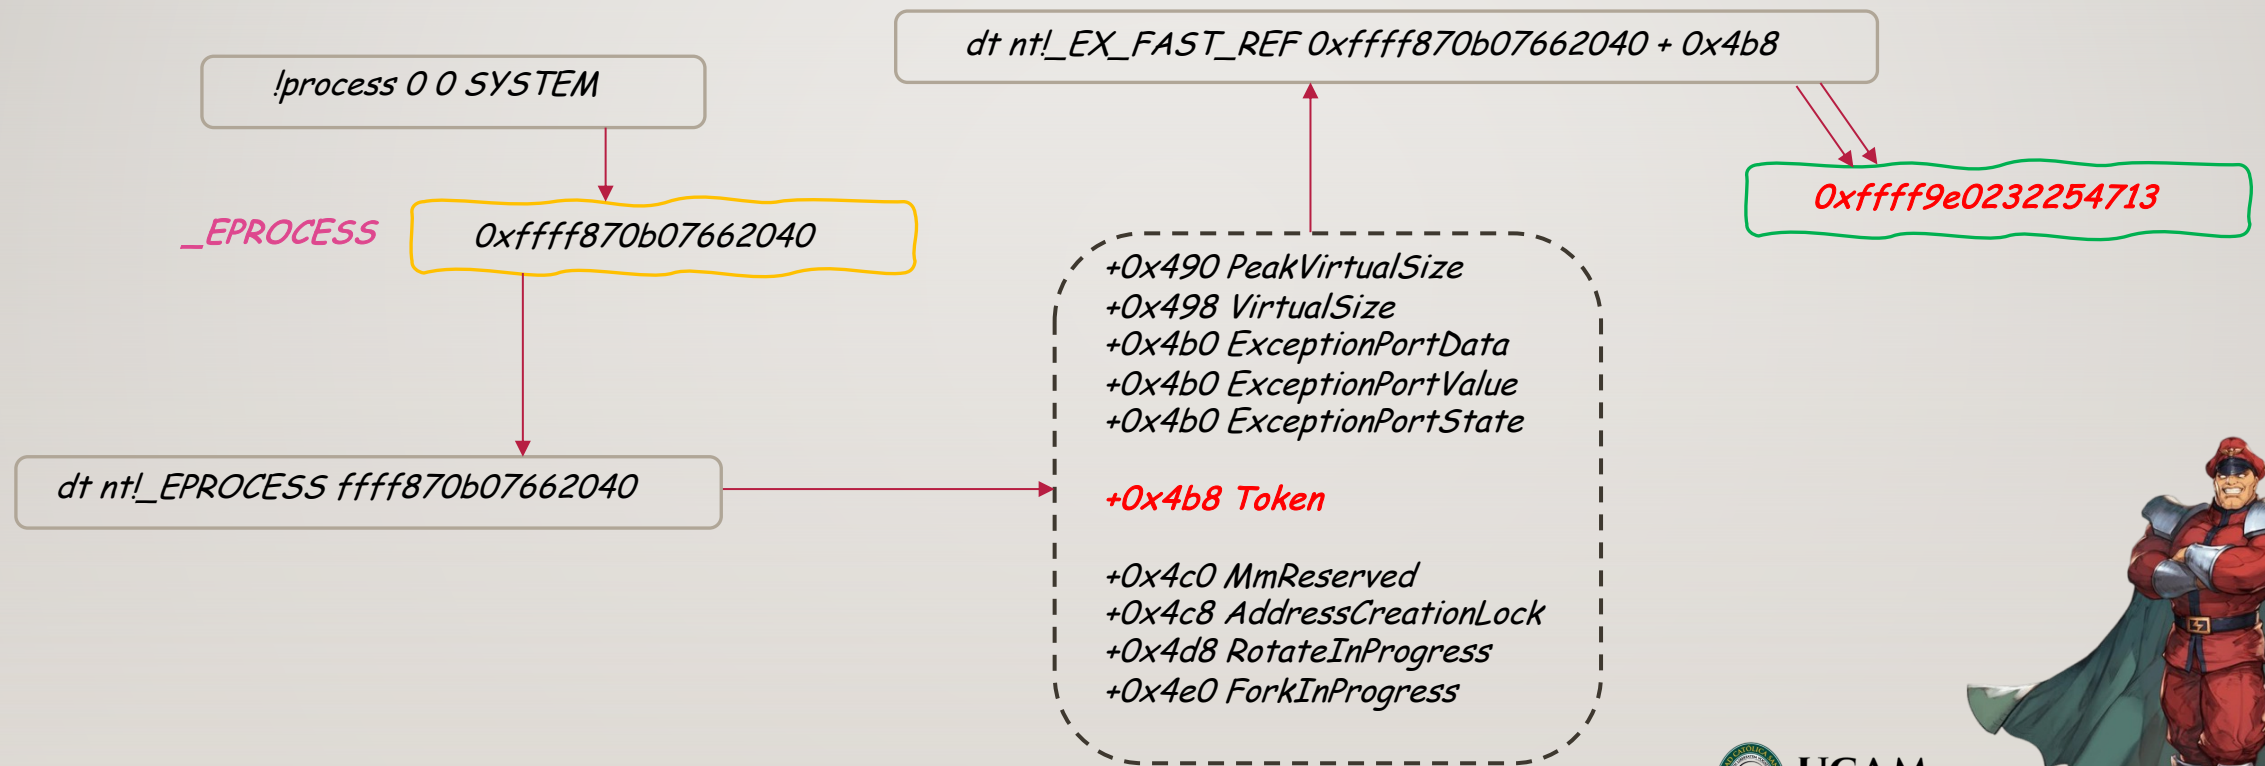 !process 0 0 SYSTEM
dt nt!_EX_FAST_REF 0xffff870b07662040 + 0x4b8
_EPROCESS
0xffff870b07662040
0xffff9e0232254713
dt nt!_EPROCESS ffff870b07662040
+0x490 PeakVirtualSize
+0x498 VirtualSize
+0x4b0 ExceptionPortData
+0x4b0 ExceptionPortValue
+0x4b0 ExceptionPortState
+0x4b8 Token
+0x4c0 MmReserved
+0x4c8 AddressCreationLock
+0x4d8 RotateInProgress
+0x4e0 ForkInProgress
UCAM